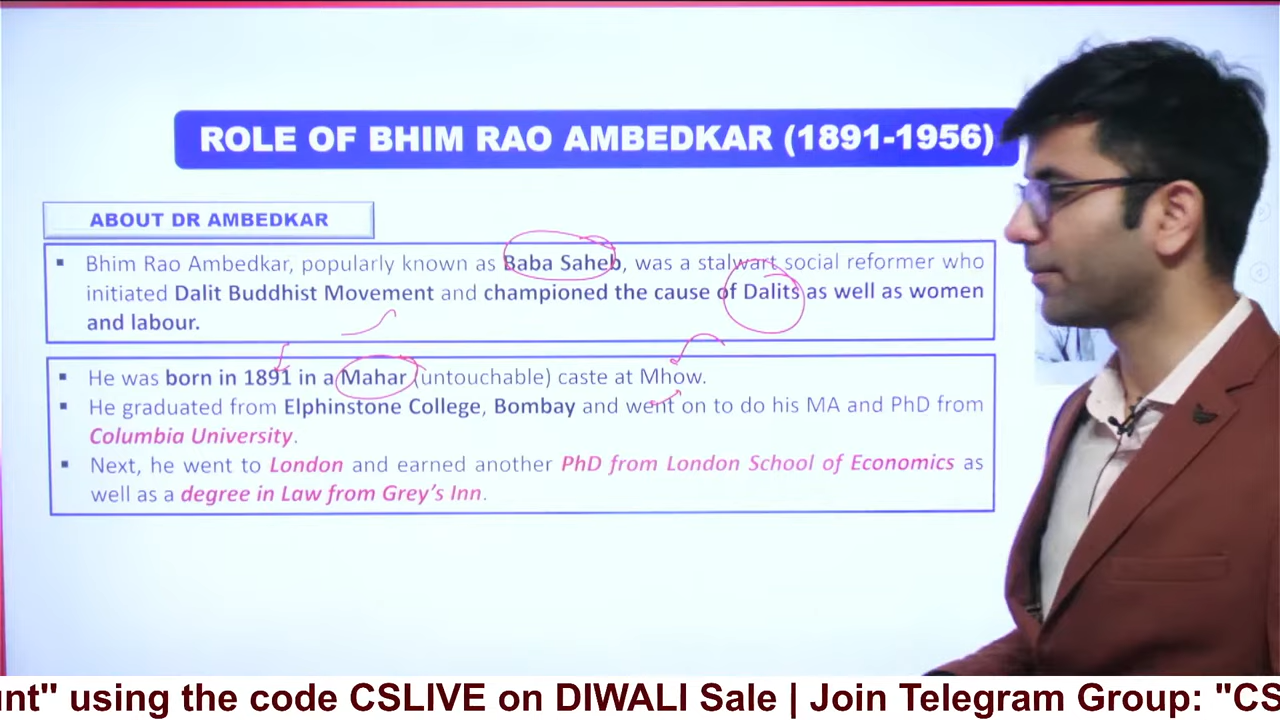 ROLE OF BHIM RAO AMBEDKAR (1891-1956)
ABOUT DR AMBEDKAR
▪ Bhim Rao Ambedkar, popularly known as Baba Saheb, was a stalwart social reformer who
initiated Dalit Buddhist Movement and championed the cause of Dalits as well as women
and labour.
▪ He was born in 1891 in a Mahar (untouchable) caste at Mhow.
▪ He graduated from Elphinstone College, Bombay and went on to do his MA and PhD from
Columbia University.
▪ Next, he went to London and earned another PhD from London School of Economics as
well as a degree in Law from Grey's Inn.
unt" using the code CSLIVE on DIWALI Sale | Join Telegram Group: "CS